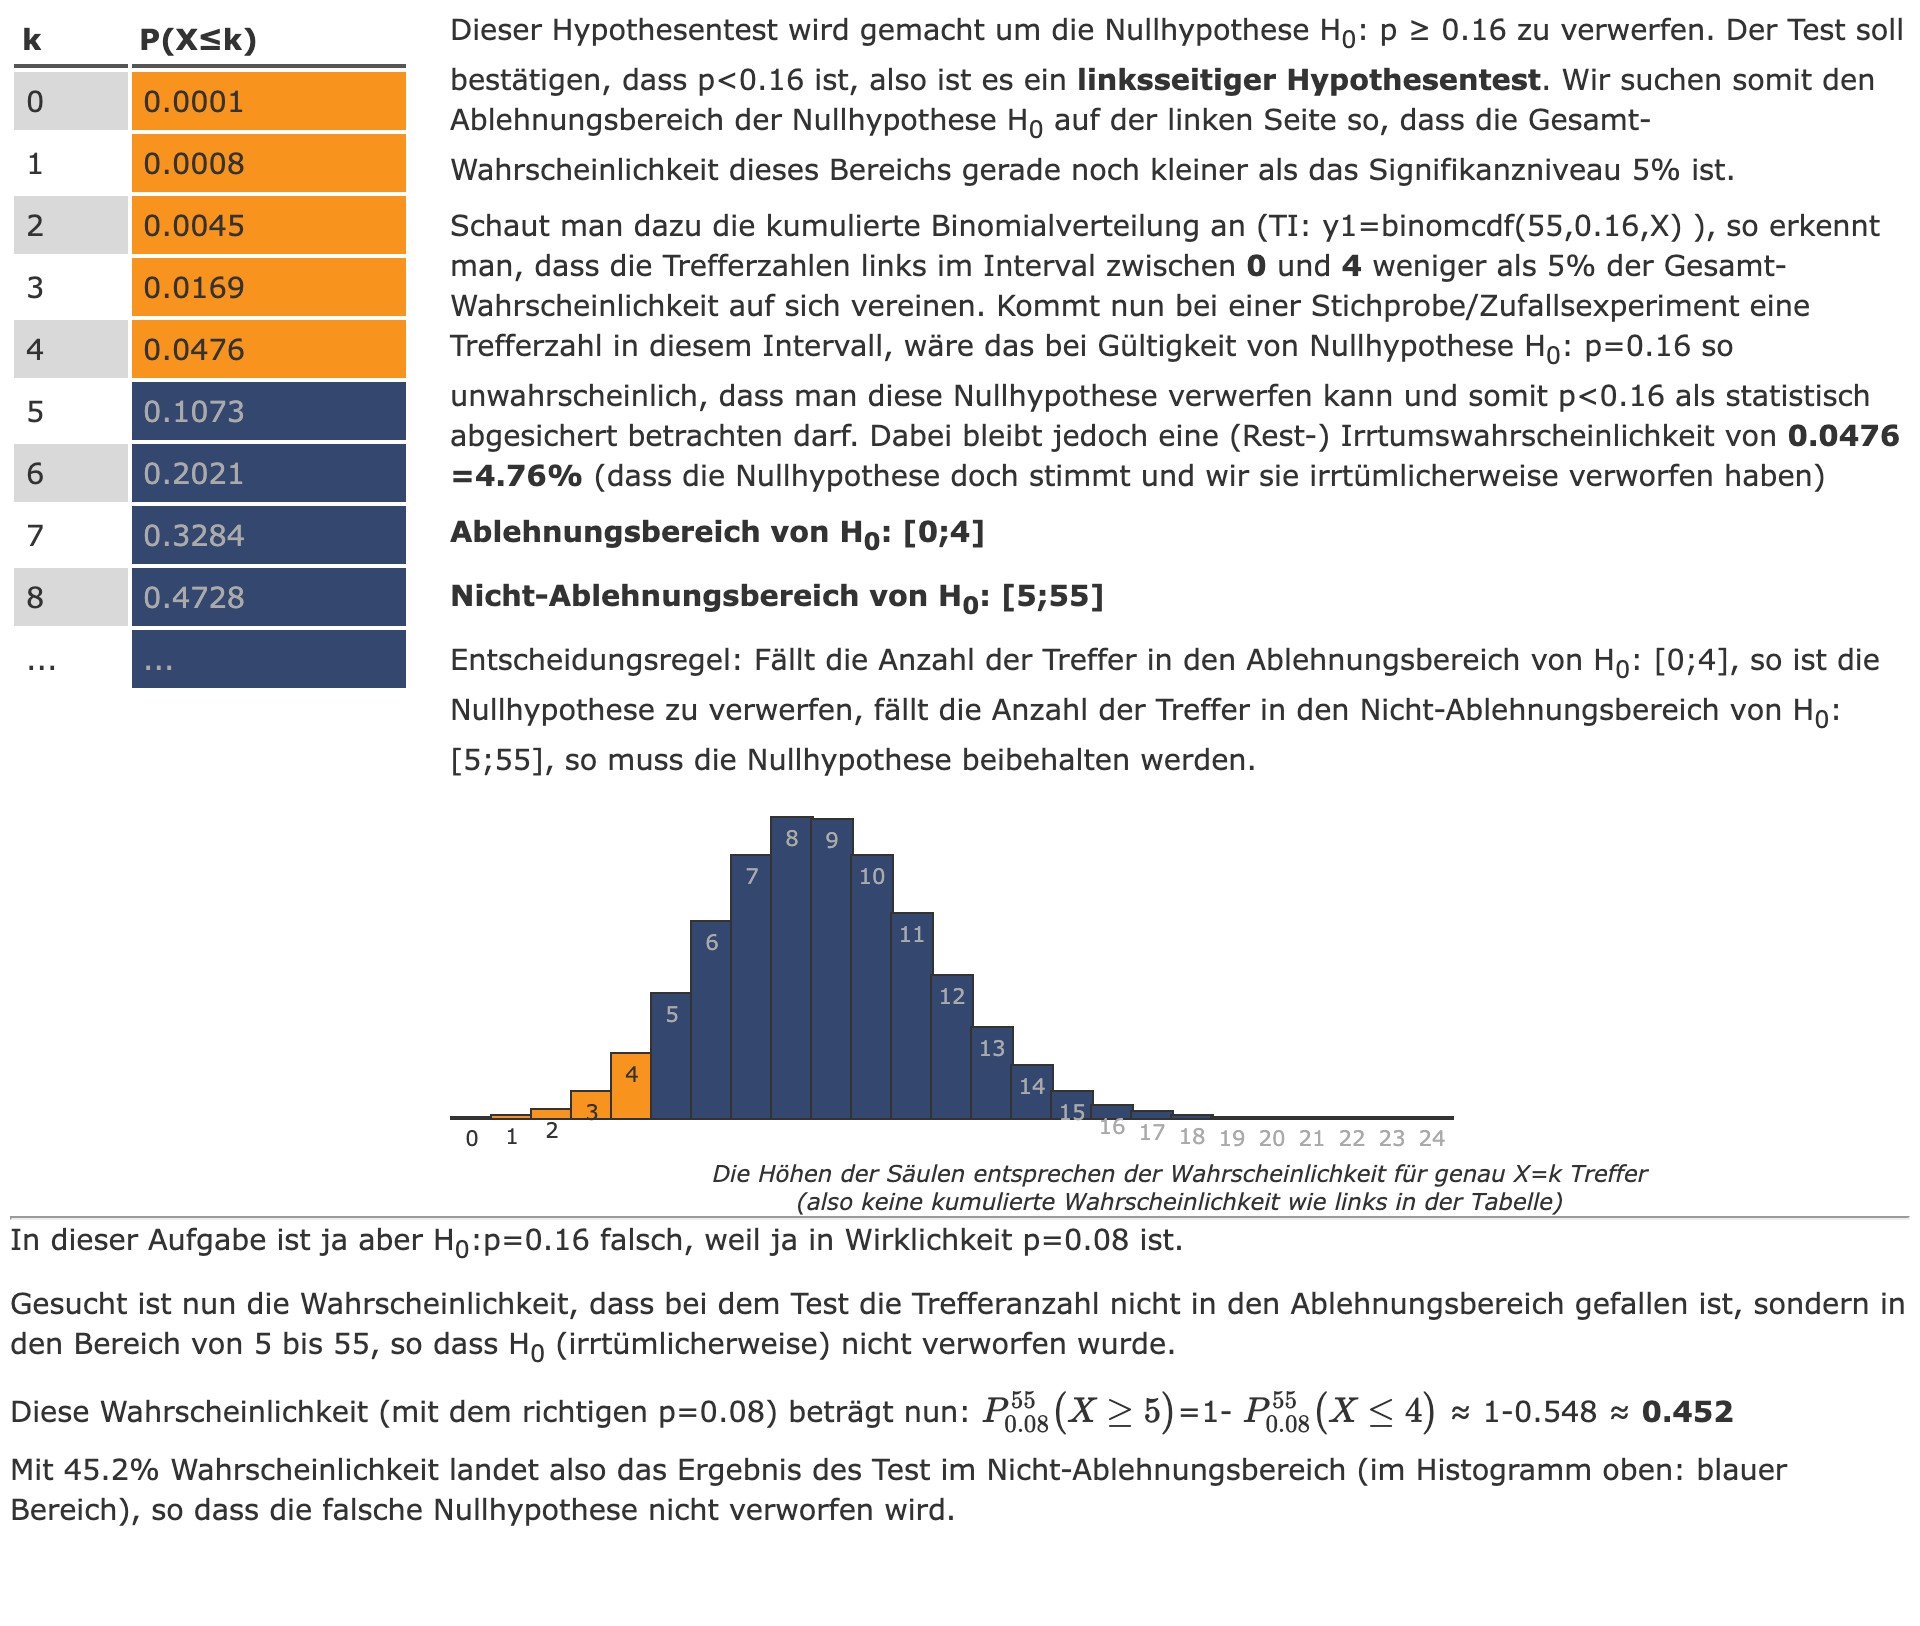 k P(X≤k)
0 0.0001
1 0.0008
2 0.0045
3 0.0169
4 0.0476
5 0.1073
6 0.2021
7 0.3284
8 0.4728
... ...
Dieser Hypothesentest wird gemacht um die Nullhypothese H₀: p ≥ 0.16 zu verwerfen. Der Test soll
bestätigen, dass p<0.16 ist, also ist es ein linksseitiger Hypothesentest. Wir suchen somit den
Ablehnungsbereich der Nullhypothese H₀ auf der linken Seite so, dass die Gesamt-
Wahrscheinlichkeit dieses Bereichs gerade noch kleiner als das Signifikanzniveau 5% ist.
Schaut man dazu die kumulierte Binomialverteilung an (TI: y1=binomcdf(55,0.16,X) ), so erkennt
man, dass die Trefferzahlen links im Interval zwischen 0 und 4 weniger als 5% der Gesamt-
Wahrscheinlichkeit auf sich vereinen. Kommt nun bei einer Stichprobe/Zufallsexperiment eine
Trefferzahl in diesem Intervall, wäre das bei Gültigkeit von Nullhypothese H₀: p=0.16 so
unwahrscheinlich, dass man diese Nullhypothese verwerfen kann und somit p<0.16 als statistisch
abgesichert betrachten darf. Dabei bleibt jedoch eine (Rest-) Irrtumswahrscheinlichkeit von 0.0476
=4.76% (dass die Nullhypothese doch stimmt und wir sie irrtümlicherweise verworfen haben)
Ablehnungsbereich von H₀: [0;4]
Nicht-Ablehnungsbereich von H₀: [5;55]
Entscheidungsregel: Fällt die Anzahl der Treffer in den Ablehnungsbereich von H₀: [0;4], so ist die
Nullhypothese zu verwerfen, fällt die Anzahl der Treffer in den Nicht-Ablehnungsbereich von H₀:
[5;55], so muss die Nullhypothese beibehalten werden.
0 1 2 3 4 5 6 7 8 9 10 11 12 13 14 15 16 17 18 19 20 21 22 23 24
Die Höhen der Säulen entsprechen der Wahrscheinlichkeit für genau X=k Treffer
(also keine kumulierte Wahrscheinlichkeit wie links in der Tabelle)
In dieser Aufgabe ist ja aber H₀:p=0.16 falsch, weil ja in Wirklichkeit p=0.08 ist.
Gesucht ist nun die Wahrscheinlichkeit, dass bei dem Test die Trefferanzahl nicht in den Ablehnungsbereich gefallen ist, sondern in
den Bereich von 5 bis 55, so dass H₀ (irrtümlicherweise) nicht verworfen wurde.
Diese Wahrscheinlichkeit (mit dem richtigen p=0.08) beträgt nun: $P_{0.08}^{55}(X \geq 5)$=1- $P_{0.08}^{55}(X \leq 4)$ ≈ 1-0.548 ≈ 0.452
Mit 45.2% Wahrscheinlichkeit landet also das Ergebnis des Test im Nicht-Ablehnungsbereich (im Histogramm oben: blauer
Bereich), so dass die falsche Nullhypothese nicht verworfen wird.